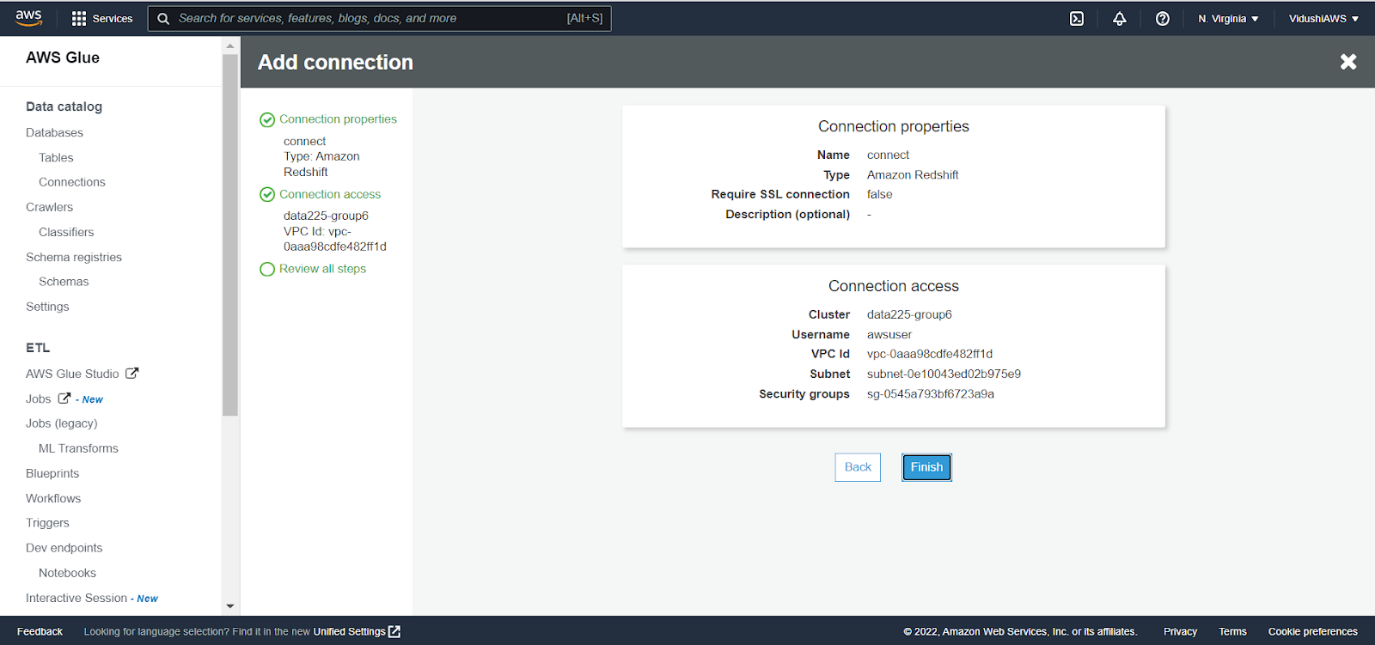 aws
Services
Search for services, features, blogs, docs, and more
[Alt+S]
N. Virginia
VidushiAWS
AWS Glue
Data catalog
Databases
Tables
Connections
Crawlers
Classifiers
Schema registries
Schemas
Settings
ETL
AWS Glue Studio
Jobs - New
Jobs (legacy)
ML Transforms
Blueprints
Workflows
Triggers
Dev endpoints
Notebooks
Interactive Session - New
Add connection
Connection properties
connect
Type: Amazon
Redshift
Connection access
data225-group6
VPC Id: vpc-
0aaa98cdfe482ff1d
Review all steps
Connection properties
Name connect
Type Amazon Redshift
Require SSL connection false
Description (optional) -
Connection access
Cluster data225-group6
Username awsuser
VPC Id vpc-0aaa98cdfe482ff1d
Subnet subnet-0e10043ed02b975e9
Security groups sg-0545a793bf6723a9a
Back
Finish
Feedback
Looking for language selection? Find it in the new Unified Settings
© 2022, Amazon Web Services, Inc. or its affiliates.
Privacy
Terms
Cookie preferences